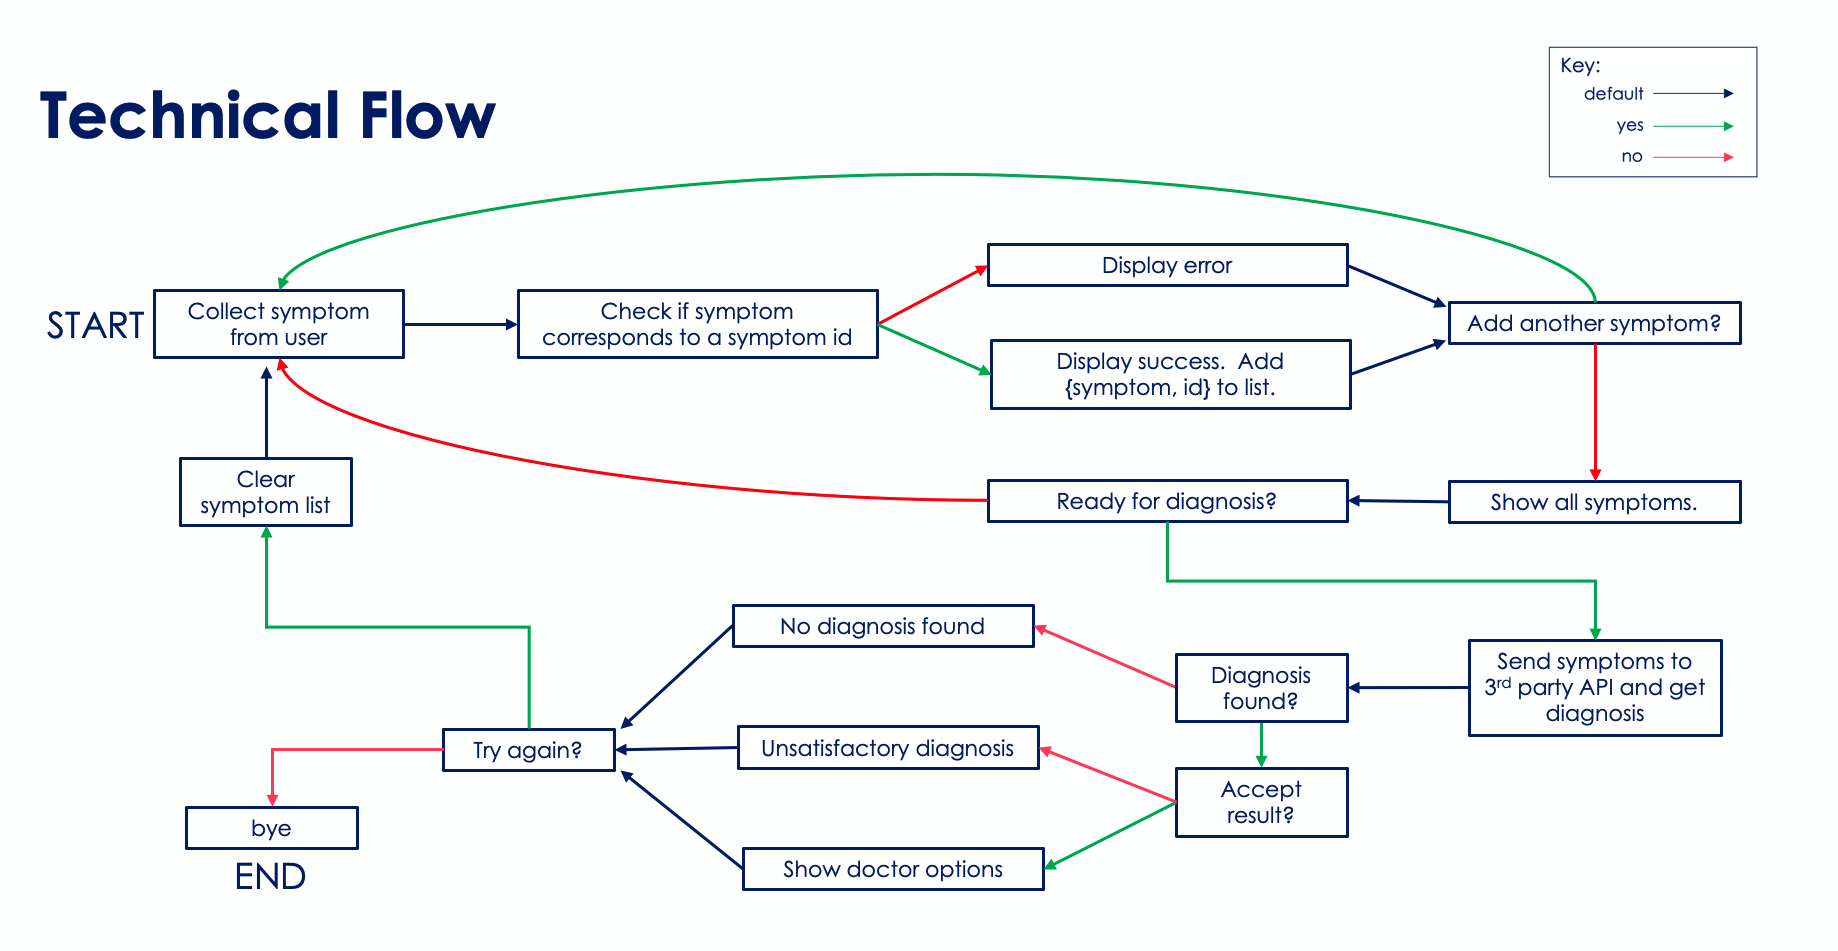 Technical Flow
Key:
default
yes
no
START
Collect symptom
from user
Check if symptom
corresponds to a symptom id
Display error
Display success.  Add
{symptom, id} to list.
Add another symptom?
Clear
symptom list
Ready for diagnosis?
Show all symptoms.
No diagnosis found
Diagnosis
found?
Send symptoms to
3rd party API and get
diagnosis
Try again?
Unsatisfactory diagnosis
Accept
result?
bye
END
Show doctor options